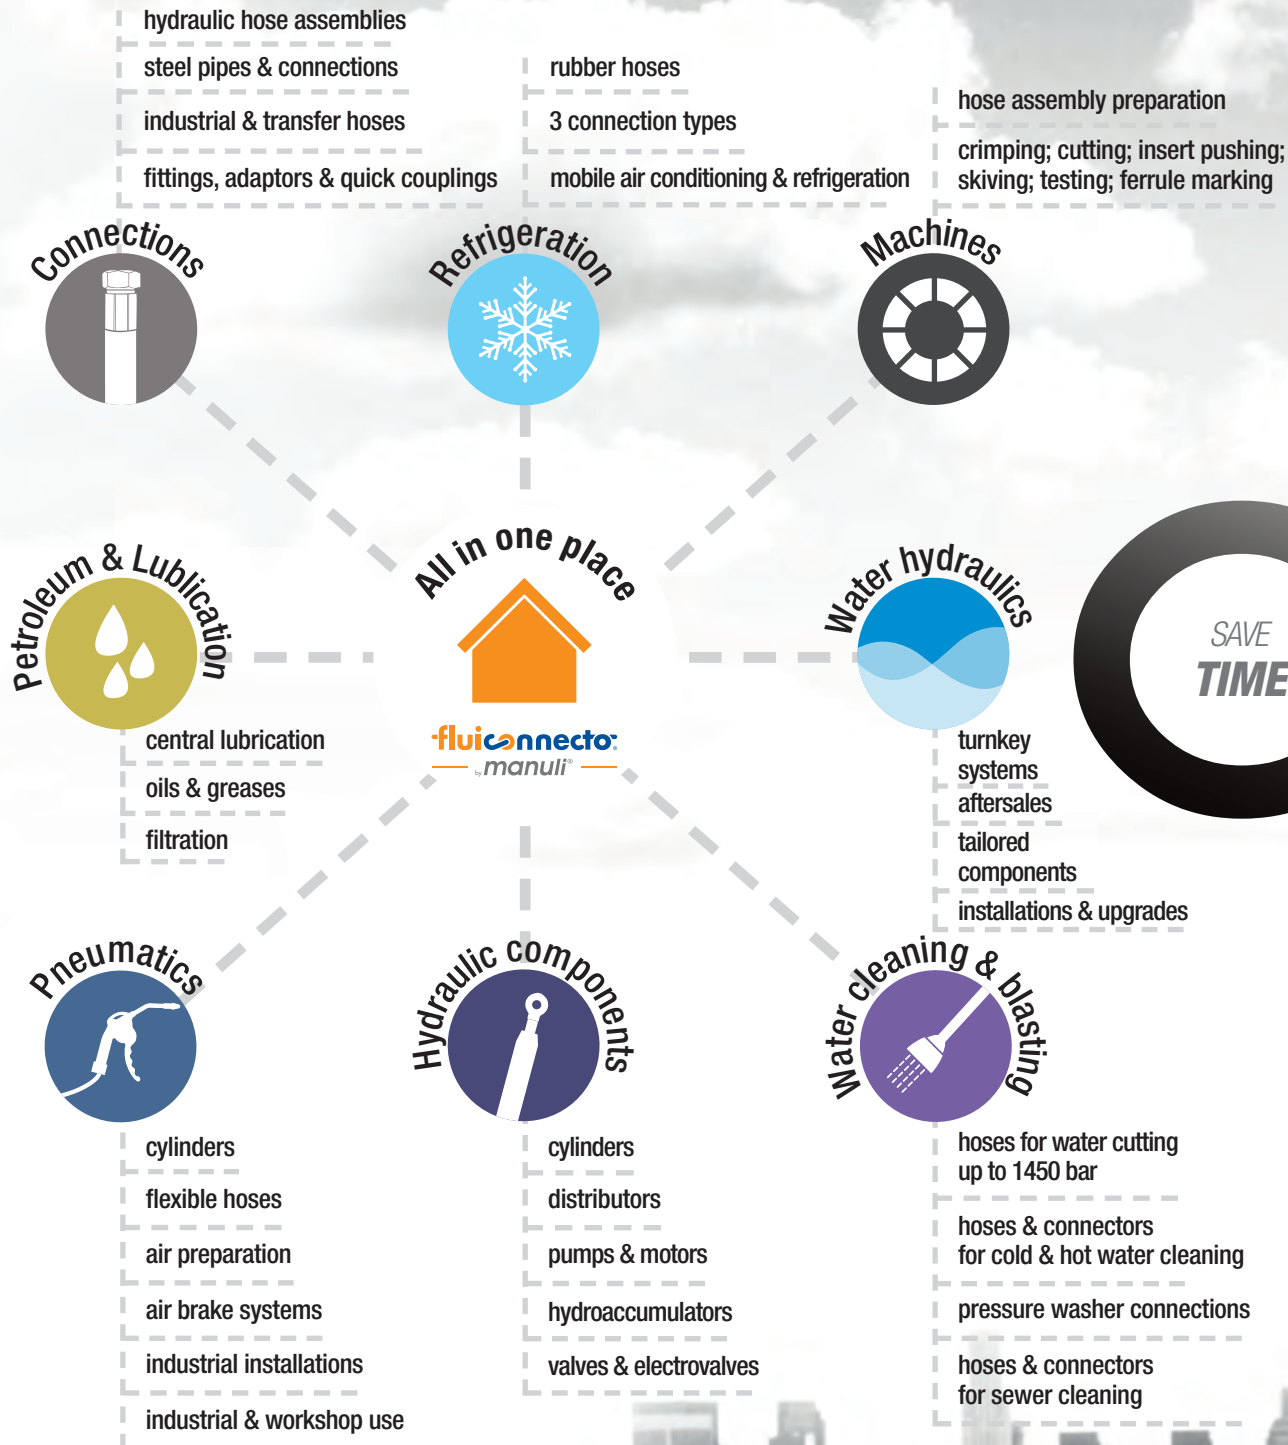 hydraulic hose assemblies
steel pipes & connections
industrial & transfer hoses
fittings, adaptors & quick couplings
Connections
rubber hoses
3 connection types
mobile air conditioning & refrigeration
Refrigeration
hose assembly preparation
crimping; cutting; insert pushing;
skiving; testing; ferrule marking
Machines
Petroleum & Lublication
central lubrication
oils & greases
filtration
All in one place
fluiconnecto
by manuli®
Water hydraulics
turnkey
systems
aftersales
tailored
components
installations & upgrades
SAVE
TIME
Pneumatics
cylinders
flexible hoses
air preparation
air brake systems
industrial installations
industrial & workshop use
Hydraulic components
cylinders
distributors
pumps & motors
hydroaccumulators
valves & electrovalves
Water cleaning & blasting
hoses for water cutting
up to 1450 bar
hoses & connectors
for cold & hot water cleaning
pressure washer connections
hoses & connectors
for sewer cleaning